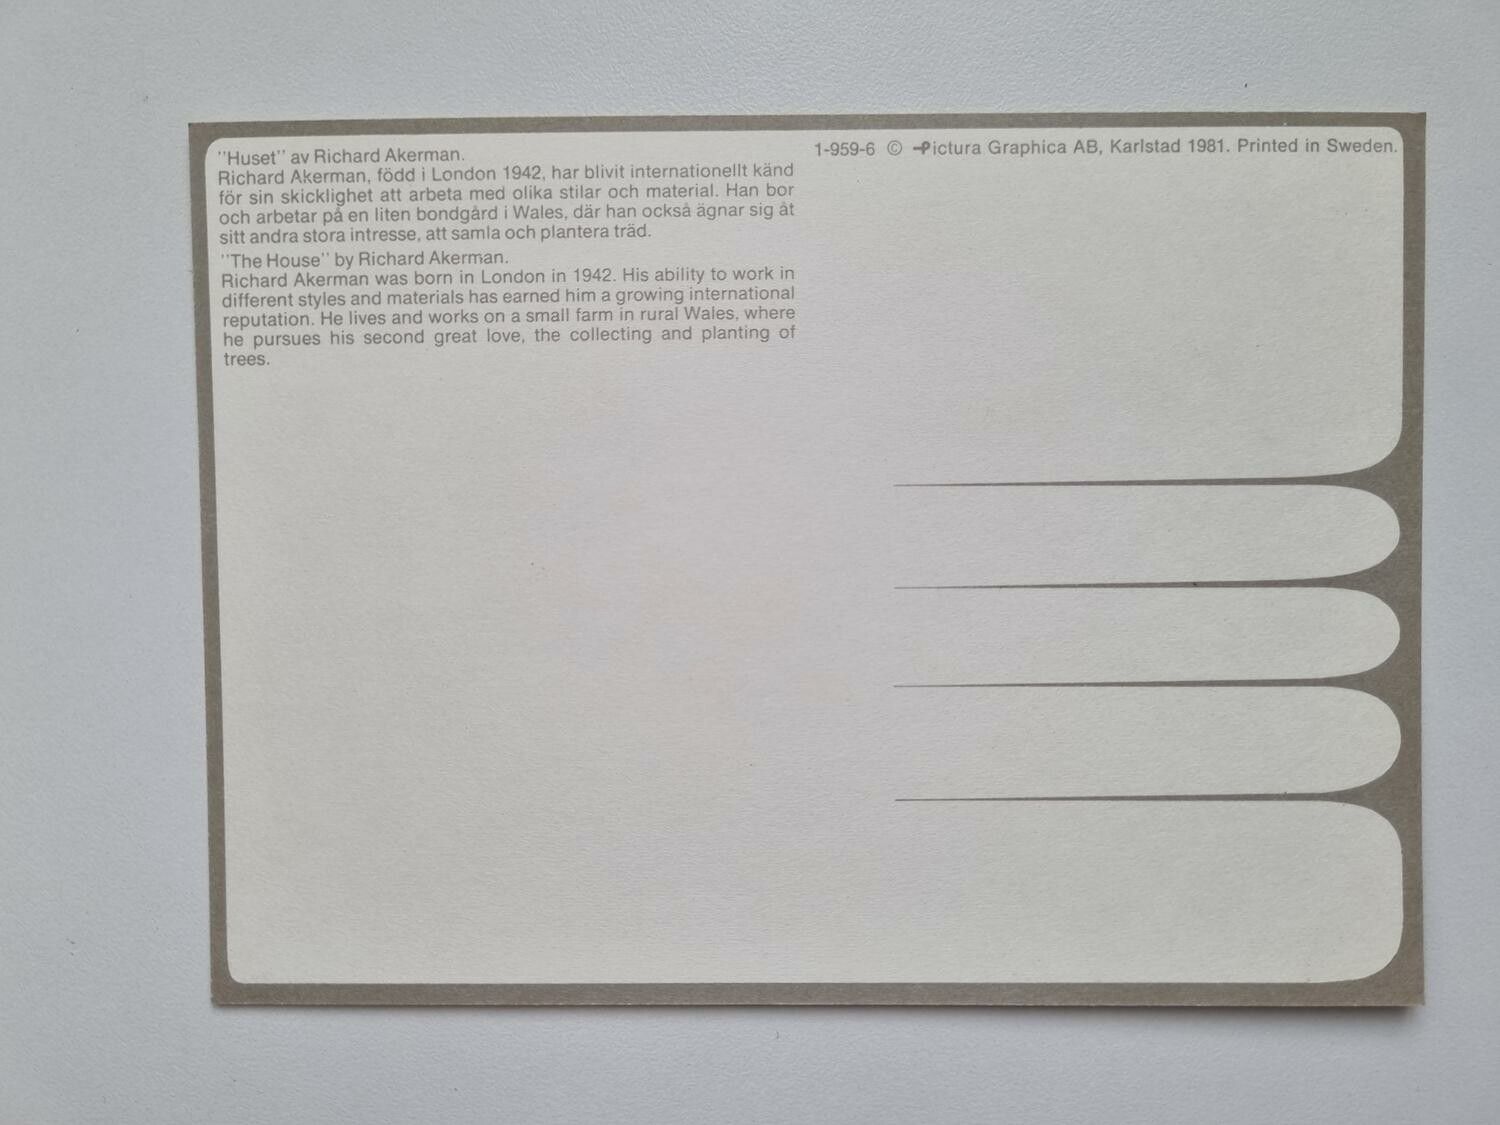 "Huset" av Richard Akerman.
Richard Akerman, född i London 1942, har blivit internationellt känd
för sin skicklighet att arbeta med olika stilar och material. Han bor
och arbetar på en liten bondgård i Wales, där han också ägnar sig åt
sitt andra stora intresse, att samla och plantera träd.
"The House" by Richard Akerman.
Richard Akerman was born in London in 1942. His ability to work in
different styles and materials has earned him a growing international
reputation. He lives and works on a small farm in rural Wales, where
he pursues his second great love, the collecting and planting of
trees.
1-959-6 © Pictura Graphica AB, Karlstad 1981. Printed in Sweden.